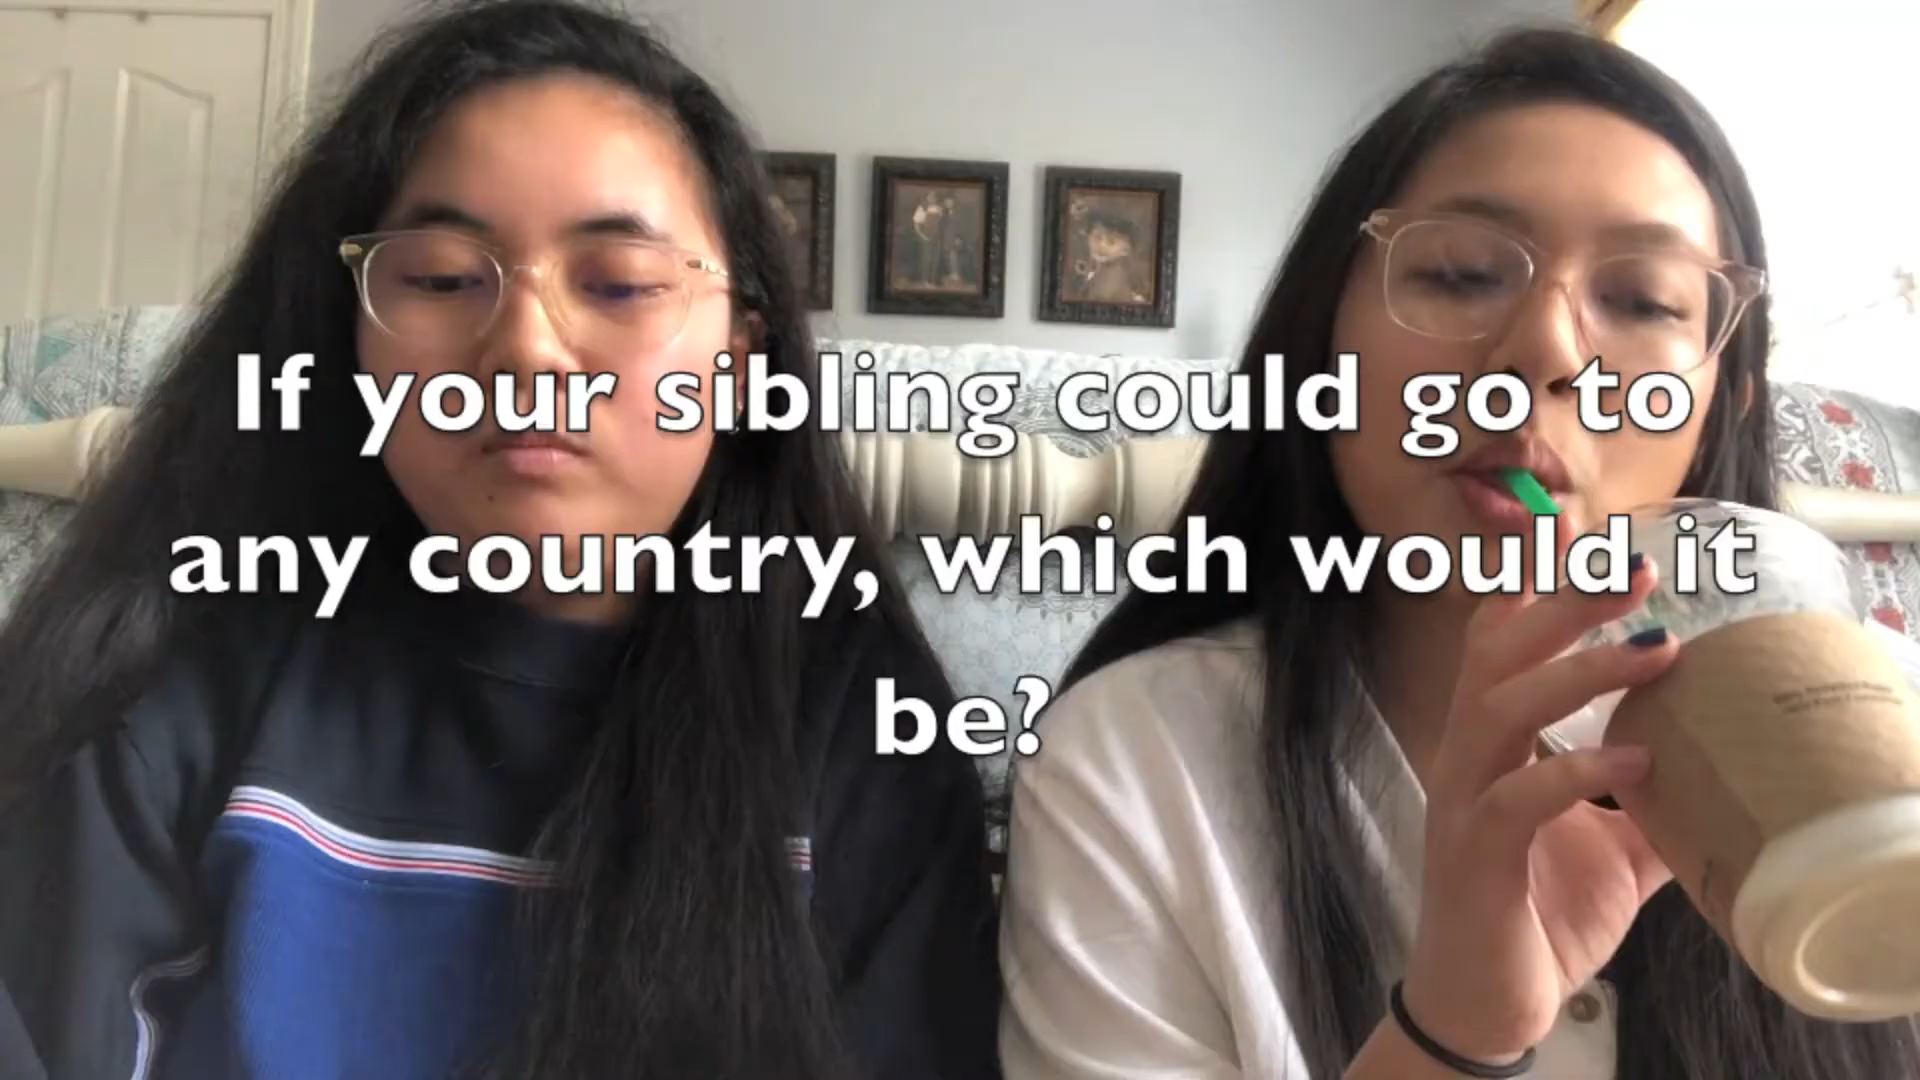 If your sibling could go to
any country, which would it
be?